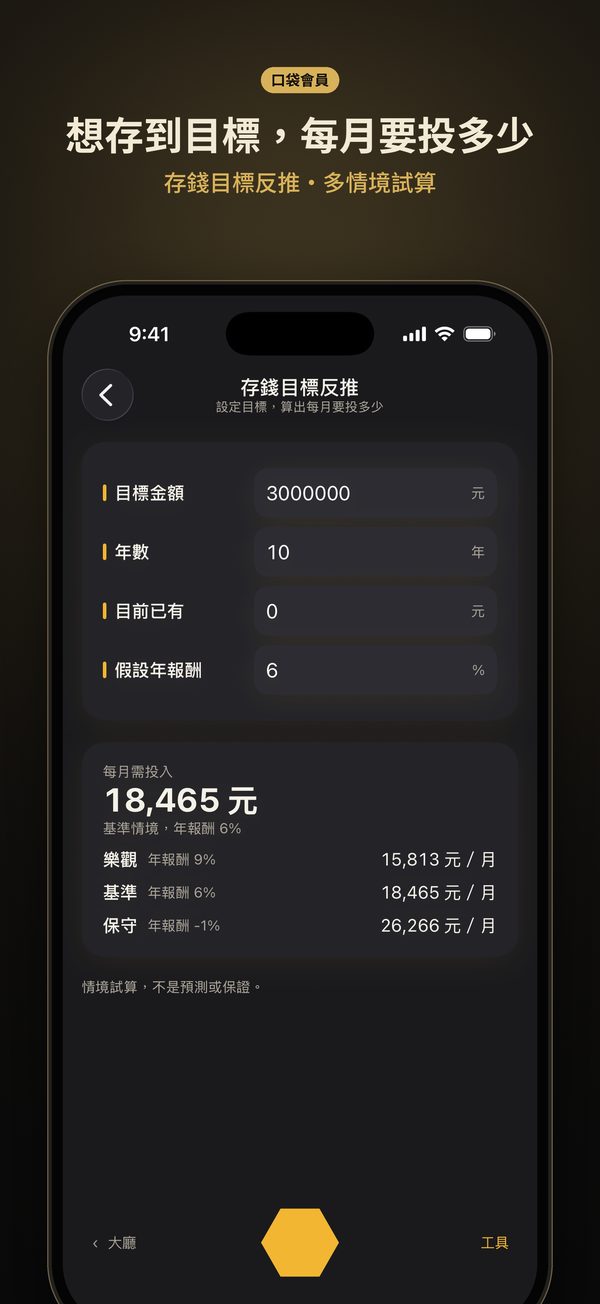 口袋會員
想存到目標，每月要投多少
存錢目標反推・多情境試算
9:41
存錢目標反推
設定目標，算出每月要投多少
目標金額 3000000 元
年數 10 年
目前已有 0 元
假設年報酬 6 %
每月需投入
18,465 元
基準情境，年報酬 6%
樂觀 年報酬 9% 15,813 元 / 月
基準 年報酬 6% 18,465 元 / 月
保守 年報酬 -1% 26,266 元 / 月
情境試算，不是預測或保證。
‹ 大廳 工具